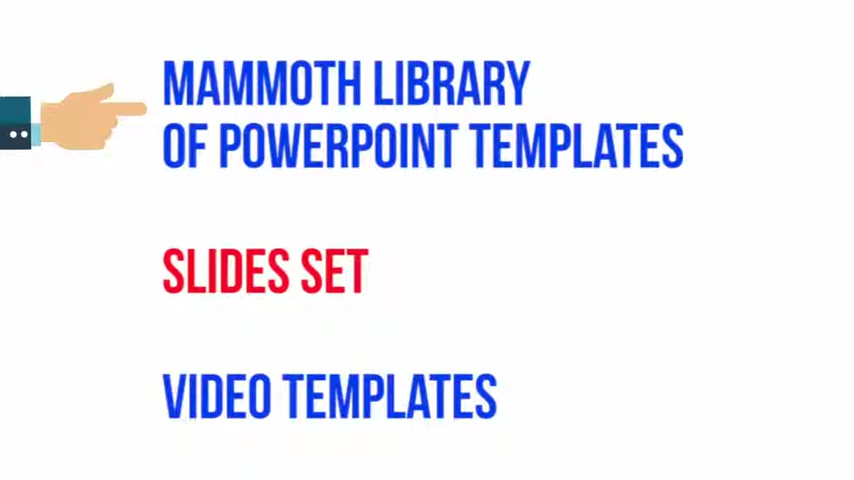 MAMMOTH LIBRARY
OF POWERPOINT TEMPLATES
SLIDES SET
VIDEO TEMPLATES